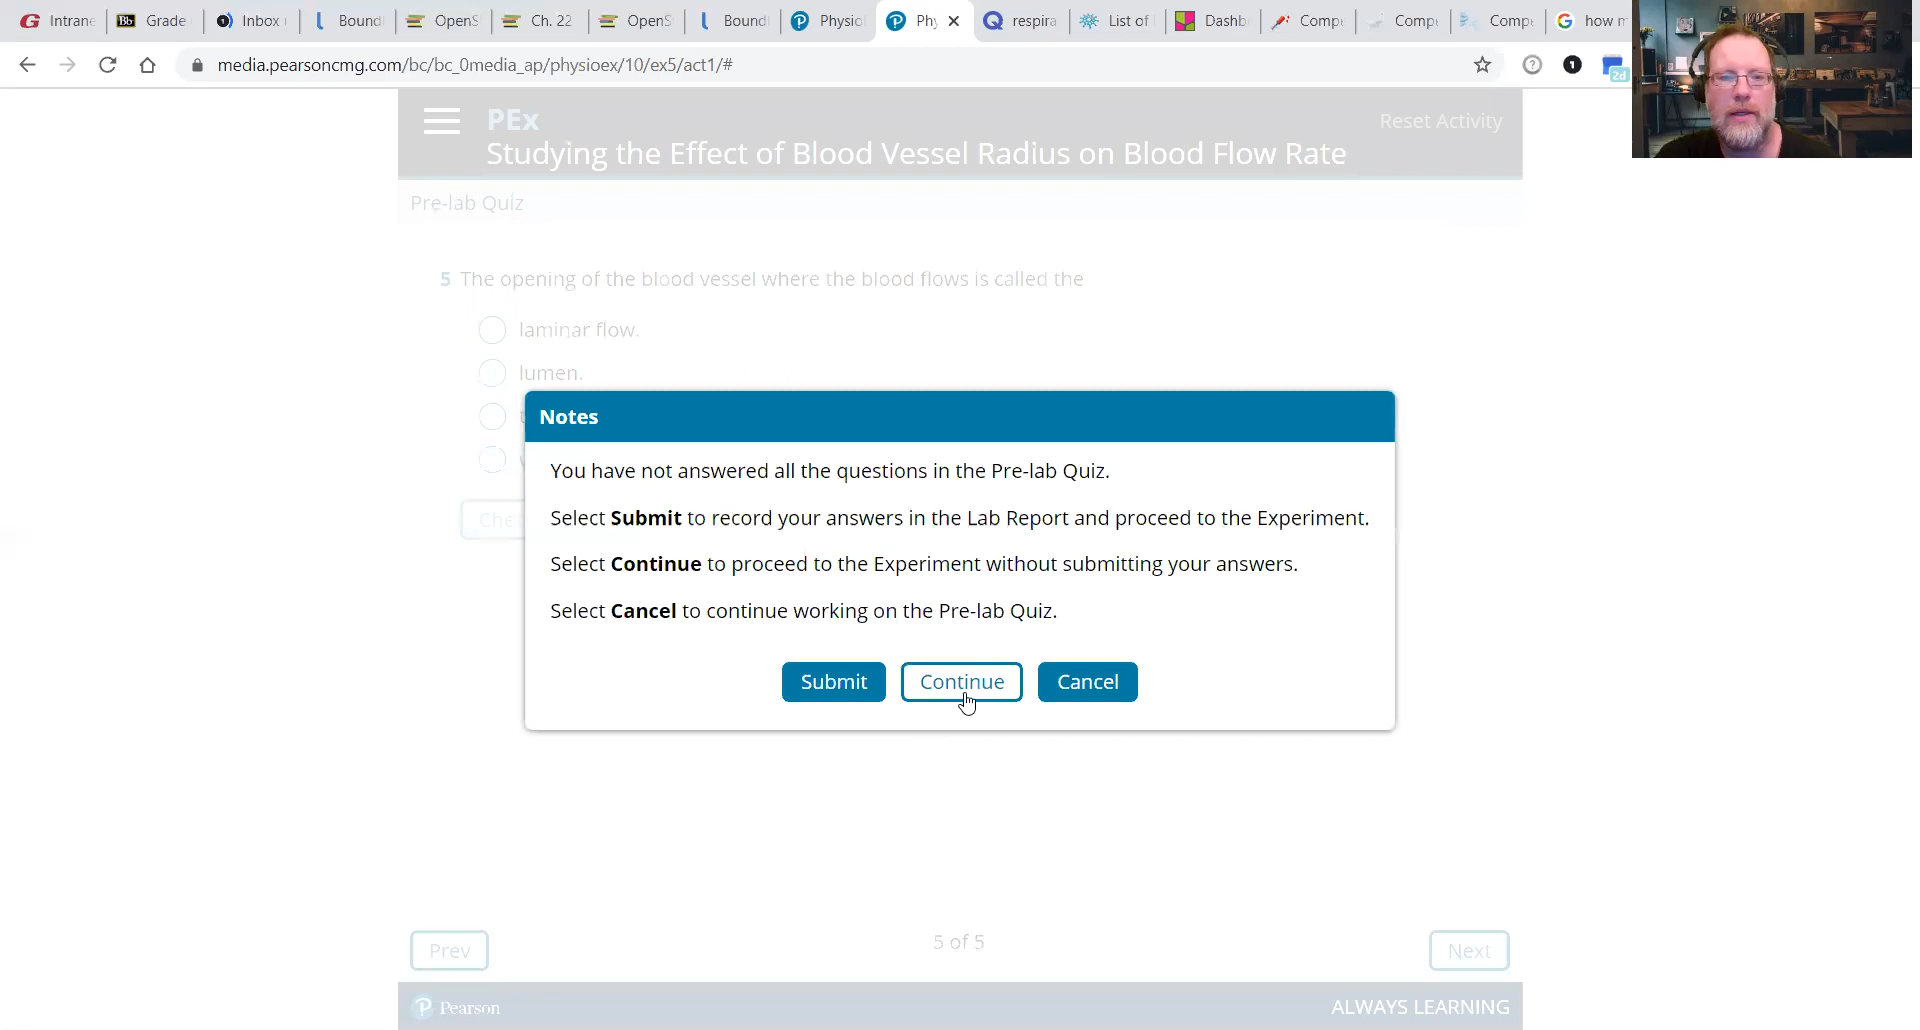 Intrane
Bb Grade
Inbox
Bound
OpenS
Ch. 22
OpenS
Bound
Physio
Phy
respira
List of
Dashb
Compe
Compe
Compe
how m
media.pearsoncmg.com/bc/bc_0media_ap/physioex/10/ex5/act1/#
2d
PEx
Reset Activity
Studying the Effect of Blood Vessel Radius on Blood Flow Rate
Pre-lab Quiz
5 The opening of the blood vessel where the blood flows is called the
laminar flow.
lumen.
Notes
You have not answered all the questions in the Pre-lab Quiz.
Select Submit to record your answers in the Lab Report and proceed to the Experiment.
Che
Select Continue to proceed to the Experiment without submitting your answers.
Select Cancel to continue working on the Pre-lab Quiz.
Submit Continue Cancel
Prev
5 of 5
Next
Pearson
ALWAYS LEARNING